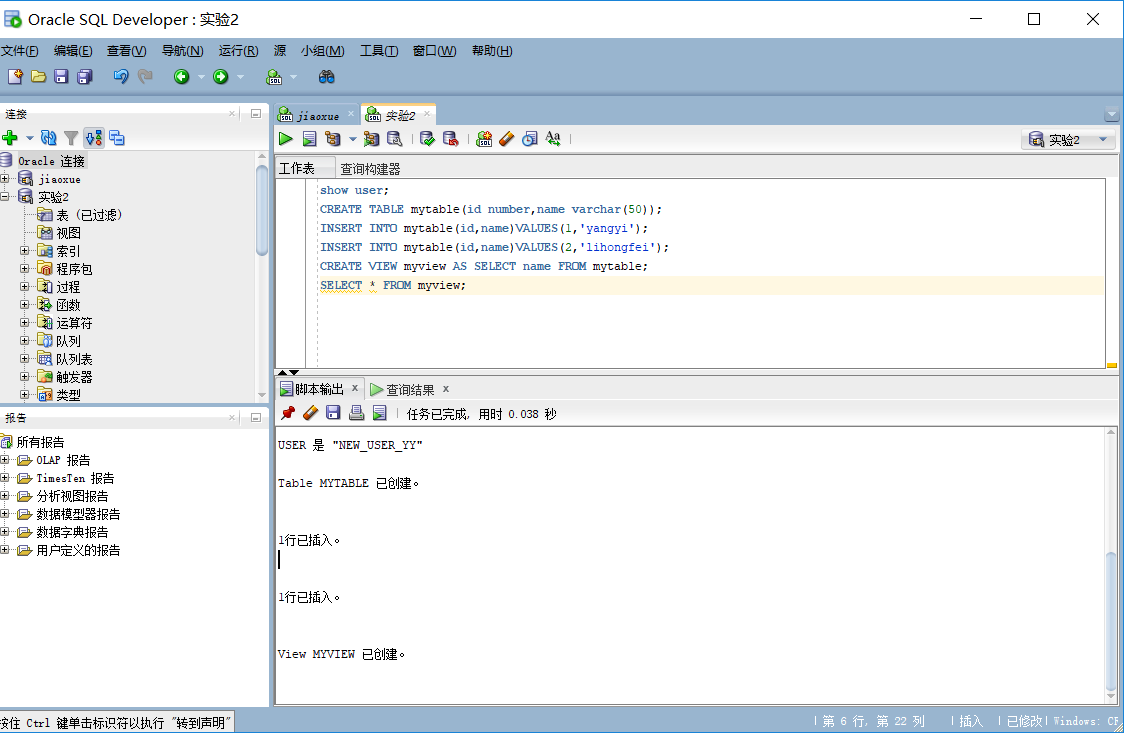 Oracle SQL Developer : 实验2
文件(F) 编辑(E) 查看(V) 导航(N) 运行(R) 源 小组(M) 工具(T) 窗口(W) 帮助(H)
连接
Oracle 连接
jiaoxue
实验2
表 (已过滤)
视图
索引
程序包
过程
函数
运算符
队列
队列表
触发器
类型
报告
所有报告
OLAP 报告
TimesTen 报告
分析视图报告
数据模型器报告
数据字典报告
用户定义的报告
jiaoxue 实验2
实验2
工作表 查询构建器
show user;
CREATE TABLE mytable(id number,name varchar(50));
INSERT INTO mytable(id,name)VALUES(1,'yangyi');
INSERT INTO mytable(id,name)VALUES(2,'lihongfei');
CREATE VIEW myview AS SELECT name FROM mytable;
SELECT * FROM myview;
脚本输出 查询结果
任务已完成, 用时 0.038 秒
USER 是 "NEW_USER_YY"
Table MYTABLE 已创建。
1行已插入。
1行已插入。
View MYVIEW 已创建。
按住 Ctrl 键单击标识符以执行 "转到声明"
第 6 行, 第 22 列 插入 已修改 Windows: CR